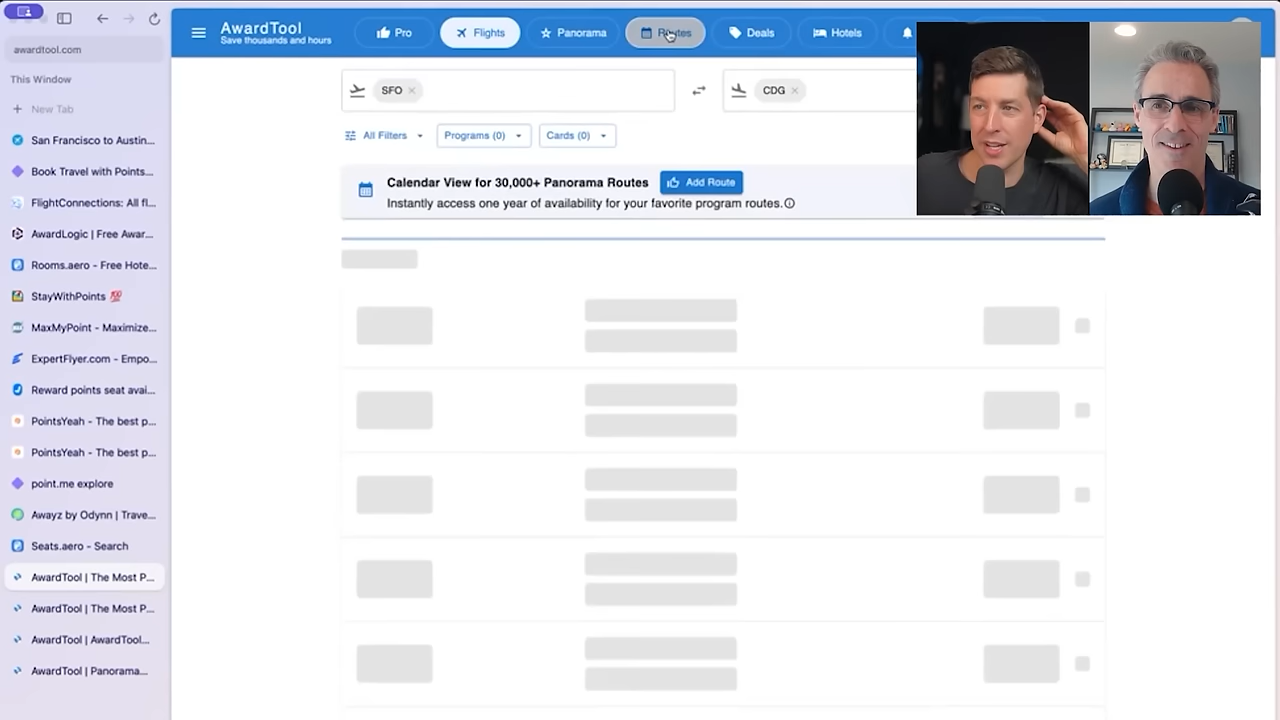 awardtool.com
This Window
New Tab
San Francisco to Austin...
Book Travel with Points...
FlightConnections: All fl...
AwardLogic | Free Awar...
Rooms.aero - Free Hote...
StayWithPoints 💯
MaxMyPoint - Maximize...
ExpertFlyer.com - Empo...
Reward points seat avai...
PointsYeah - The best p...
PointsYeah - The best p...
point.me explore
Awayz by Odynn | Trave...
Seats.aero - Search
AwardTool | The Most P...
AwardTool | The Most P...
AwardTool | AwardTool...
AwardTool | Panorama...
AwardTool
Save thousands and hours
Pro
Flights
Panorama
Routes
Deals
Hotels
SFO
CDG
All Filters
Programs (0)
Cards (0)
Calendar View for 30,000+ Panorama Routes
Add Route
Instantly access one year of availability for your favorite program routes.